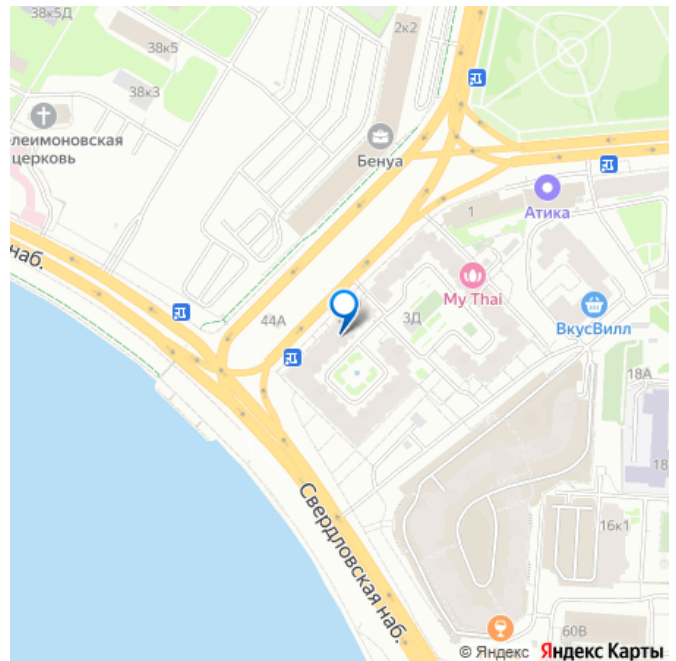 38к5Д
2к2
38к5
38к3
елеимоновская
церковь
Бенуа
Атика
1
наб.
My Thai
44А
3Д
ВкусВилл
18А
18
Свердловская наб.
16к1
60В
© Яндекс Яндекс Карты